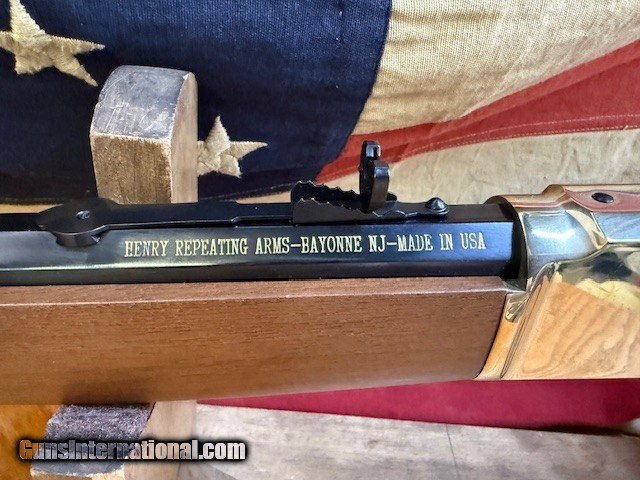 HENRY REPEATING ARMS–BAYONNE NJ–MADE IN USA
GunsInternational.com